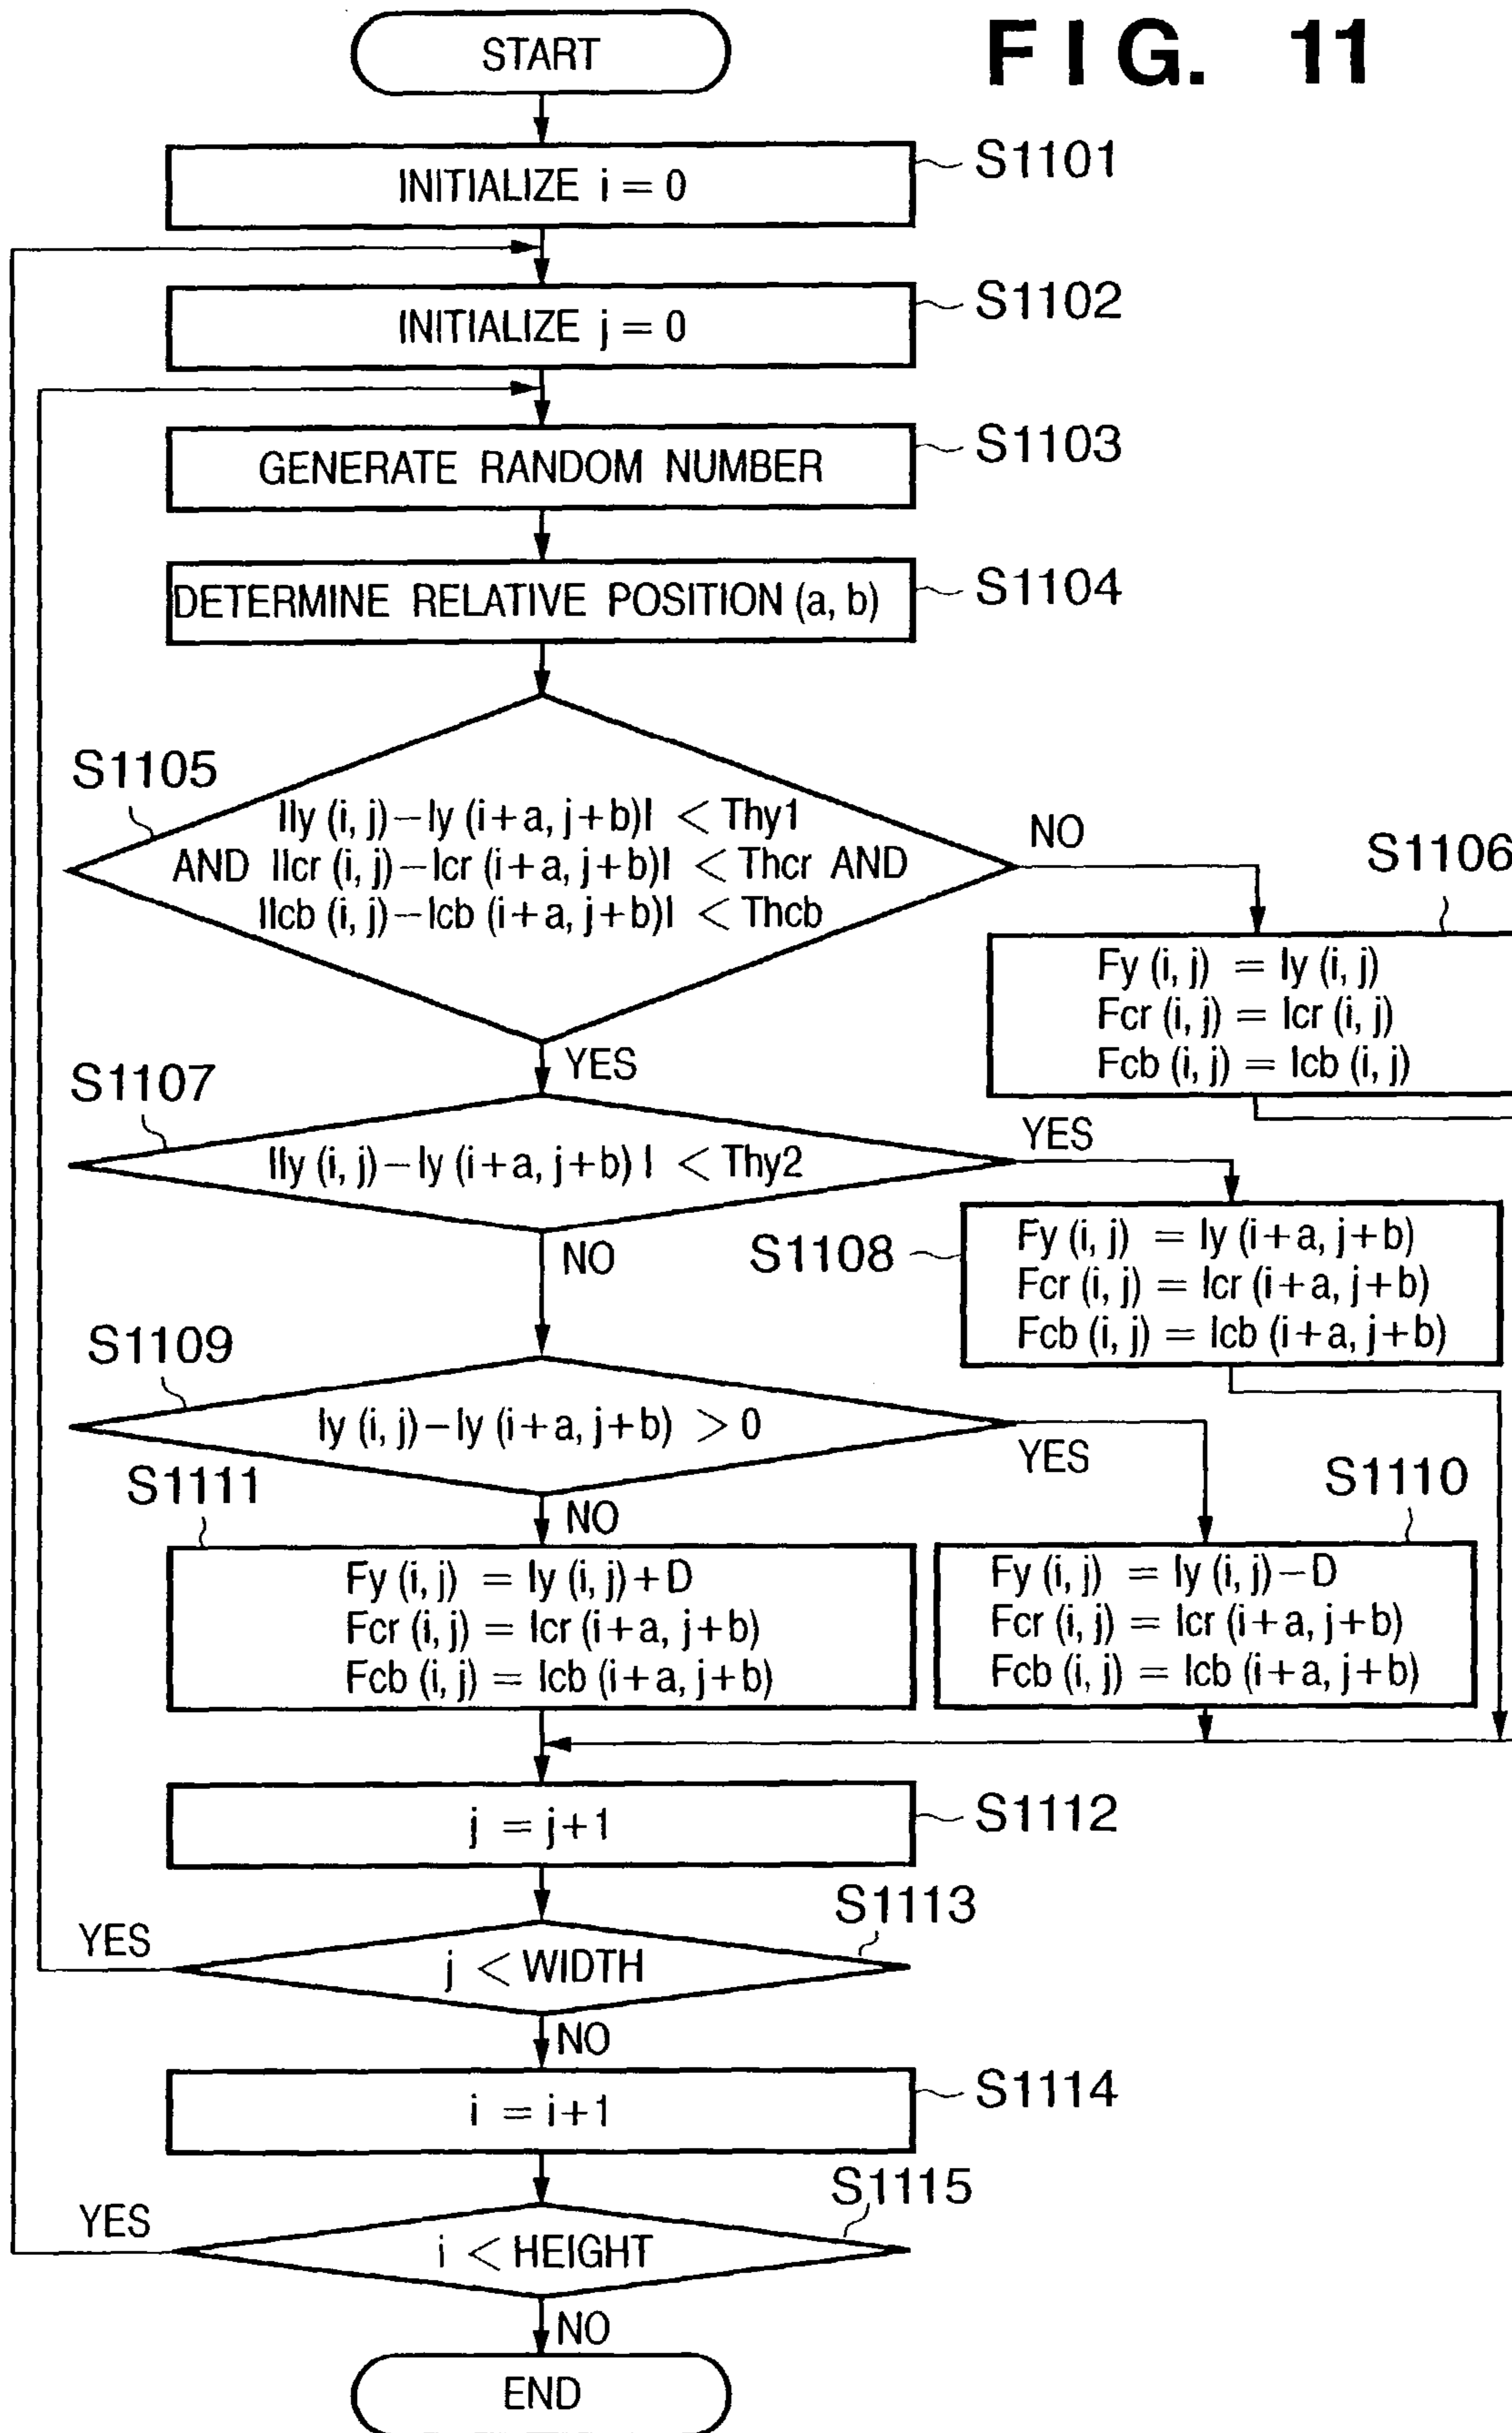 FIG. 11
START
INITIALIZE i = 0
S1101
INITIALIZE j = 0
S1102
GENERATE RANDOM NUMBER
S1103
DETERMINE RELATIVE POSITION (a, b)
S1104
S1105
|Iy (i, j) − Iy (i+a, j+b)| < Thy1
AND |Icr (i, j) − Icr (i+a, j+b)| < Thcr AND
|Icb (i, j) − Icb (i+a, j+b)| < Thcb
NO
S1106
Fy (i, j) = Iy (i, j)
Fcr (i, j) = Icr (i, j)
Fcb (i, j) = Icb (i, j)
YES
S1107
|Iy (i, j) − Iy (i+a, j+b) | < Thy2
YES
NO
S1108
Fy (i, j) = Iy (i+a, j+b)
Fcr (i, j) = Icr (i+a, j+b)
Fcb (i, j) = Icb (i+a, j+b)
S1109
Iy (i, j) − Iy (i+a, j+b) > 0
YES
NO
S1111
Fy (i, j) = Iy (i, j)+D
Fcr (i, j) = Icr (i+a, j+b)
Fcb (i, j) = Icb (i+a, j+b)
S1110
Fy (i, j) = Iy (i, j)−D
Fcr (i, j) = Icr (i+a, j+b)
Fcb (i, j) = Icb (i+a, j+b)
j = j+1
S1112
S1113
YES
j < WIDTH
NO
i = i+1
S1114
S1115
YES
i < HEIGHT
NO
END